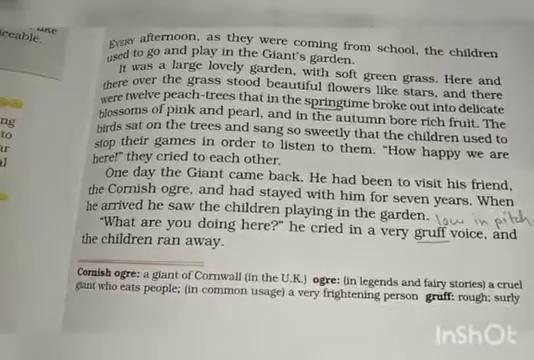 ceable.
ng
to
EVERY afternoon, as they were coming from school, the children
used to go and play in the Giant's garden.
It was a large lovely garden, with soft green grass. Here and
there over the grass stood beautiful flowers like stars, and there
were twelve peach-trees that in the springtime broke out into delicate
blossoms of pink and pearl, and in the autumn bore rich fruit. The
birds sat on the trees and sang so sweetly that the children used to
stop their games in order to listen to them. "How happy we are
here!" they cried to each other.
One day the Giant came back. He had been to visit his friend,
the Cornish ogre, and had stayed with him for seven years. When
he arrived he saw the children playing in the garden. low in pitch
"What are you doing here?" he cried in a very gruff voice, and
the children ran away.
Cornish ogre: a giant of Cornwall (in the U.K.) ogre: (in legends and fairy stories) a cruel
giant who eats people; (in common usage) a very frightening person gruff: rough; surly
InShOt